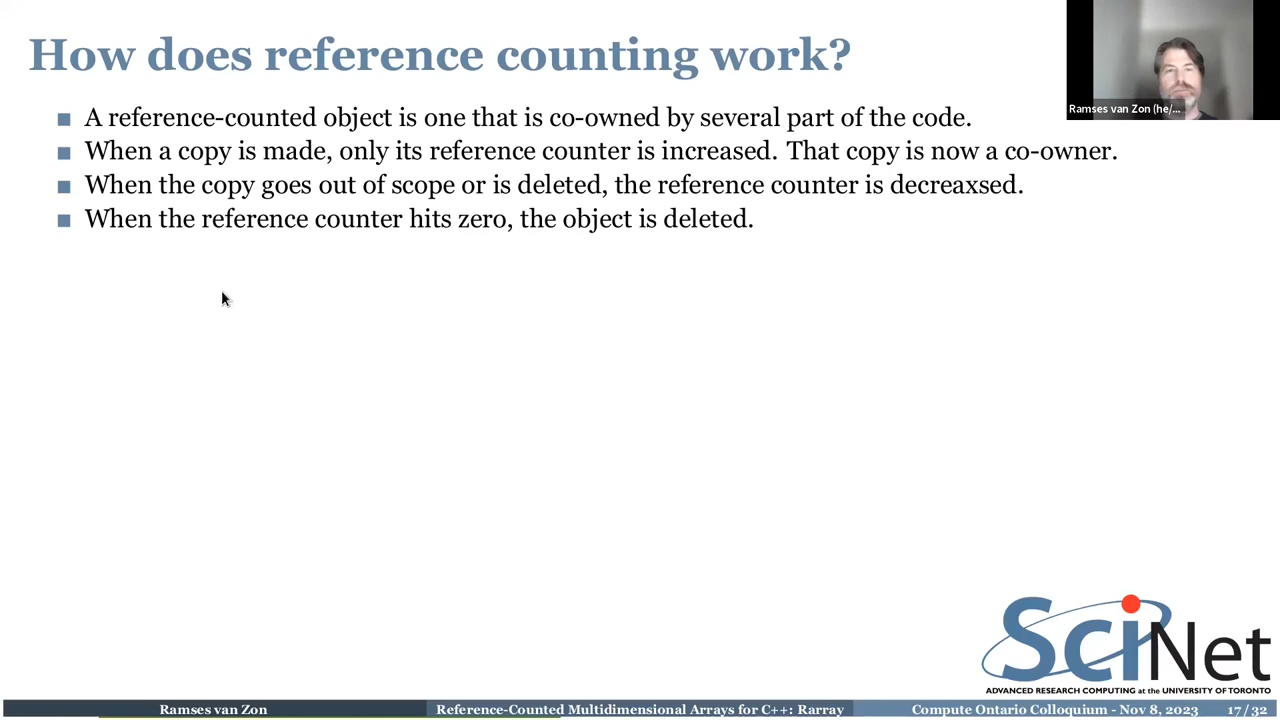 How does reference counting work?
Ramses van Zon (he/...
A reference-counted object is one that is co-owned by several part of the code.
When a copy is made, only its reference counter is increased. That copy is now a co-owner.
When the copy goes out of scope or is deleted, the reference counter is decreaxsed.
When the reference counter hits zero, the object is deleted.
SciNet
ADVANCED RESEARCH COMPUTING at the UNIVERSITY OF TORONTO
Ramses van Zon Reference-Counted Multidimensional Arrays for C++: Rarray Compute Ontario Colloquium - Nov 8, 2023 17/32